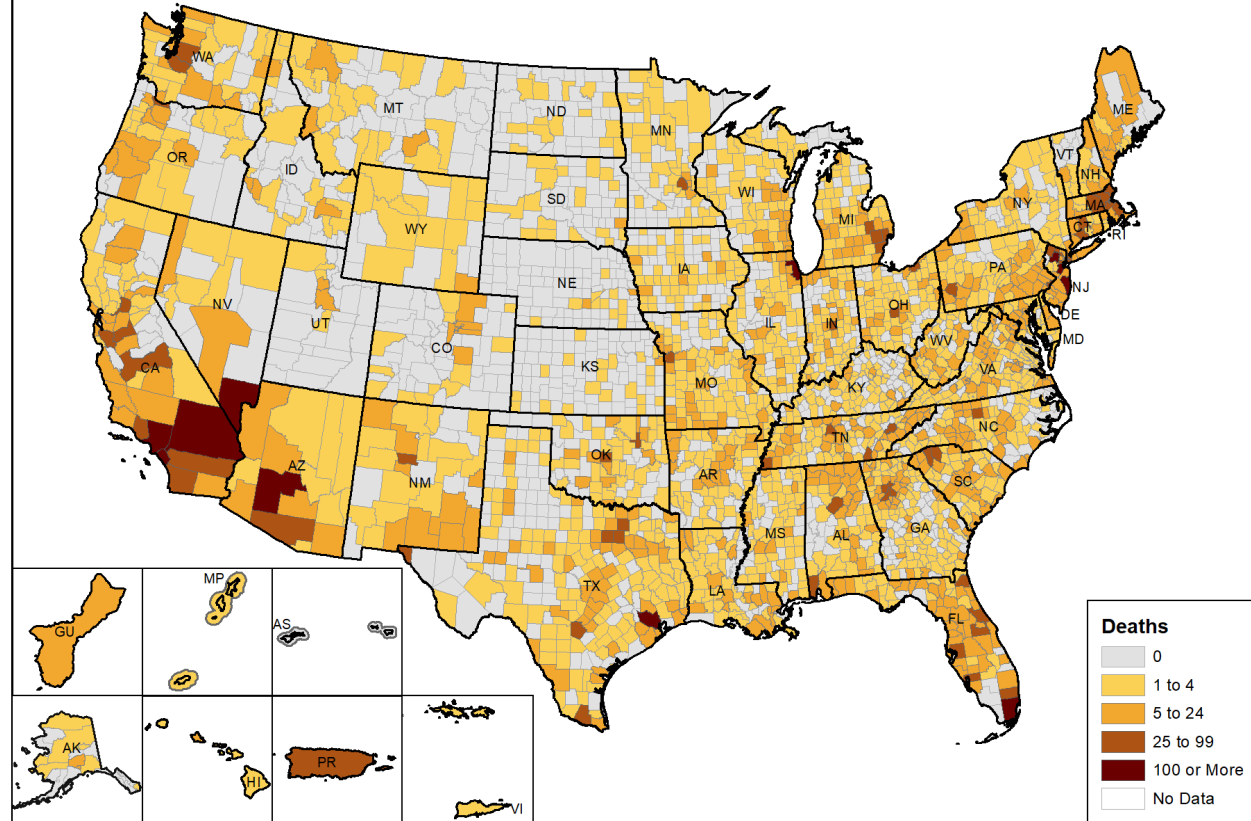 WA
MT
ND
MN
ME
OR
ID
SD
WI
VT
NH
NY
MI
MA
WY
CT
RI
IA
NE
PA
NV
UT
OH
NJ
CO
IL
IN
DE
WV
MD
CA
KS
MO
KY
VA
TN
NC
AZ
OK
NM
AR
SC
MS
AL
GA
TX
LA
FL
GU
MP
AS
AK
HI
PR
VI
Deaths
0
1 to 4
5 to 24
25 to 99
100 or More
No Data